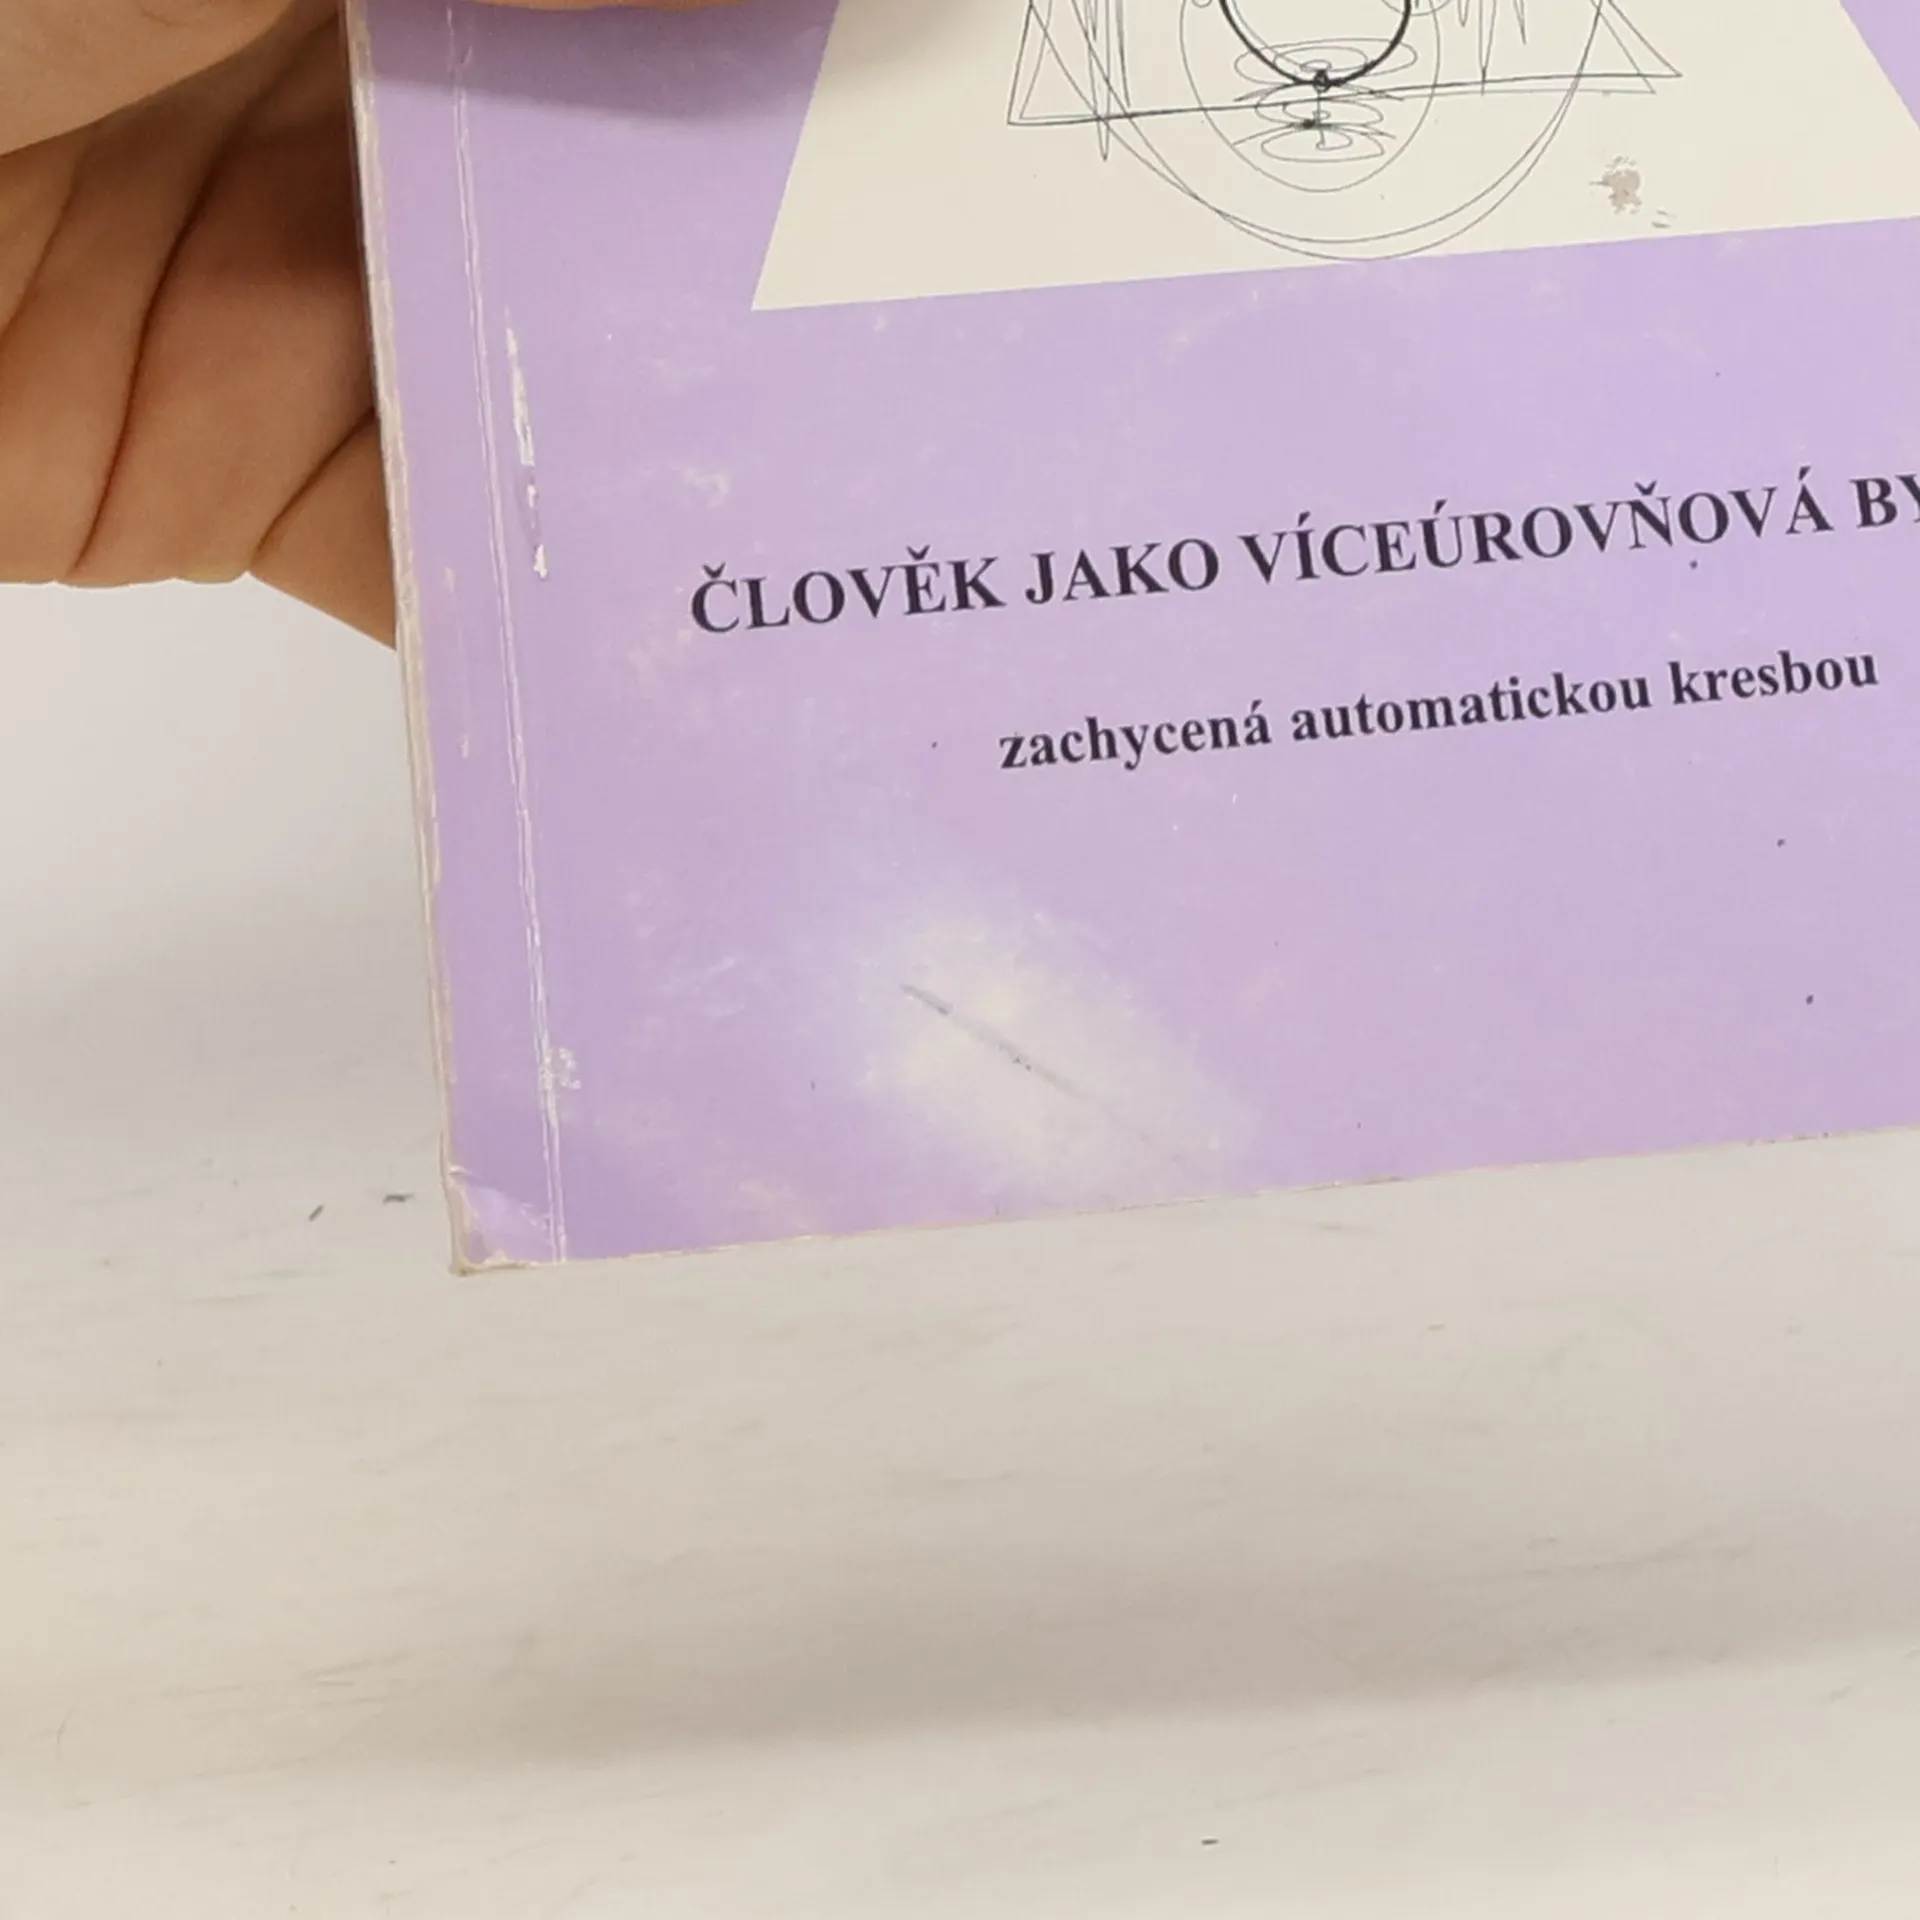 ČLOVĚK JAKO VÍCEÚROVŇOVÁ
zachycená automatickou kresbou